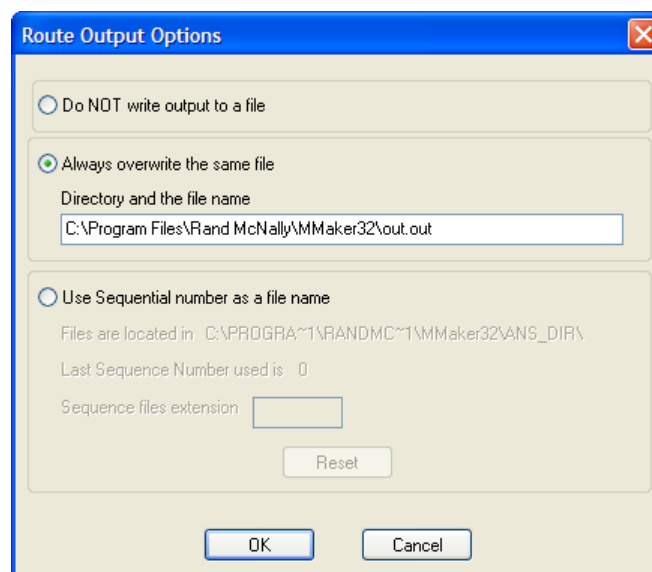 Route Output Options
Do NOT write output to a file
Always overwrite the same file
Directory and the file name
C:\Program Files\Rand McNally\MMaker32\out.out
Use Sequential number as a file name
Files are located in C:\PROGRA~1\RANDMC~1\MMaker32\ANS_DIR\
Last Sequence Number used is 0
Sequence files extension
Reset
OK Cancel